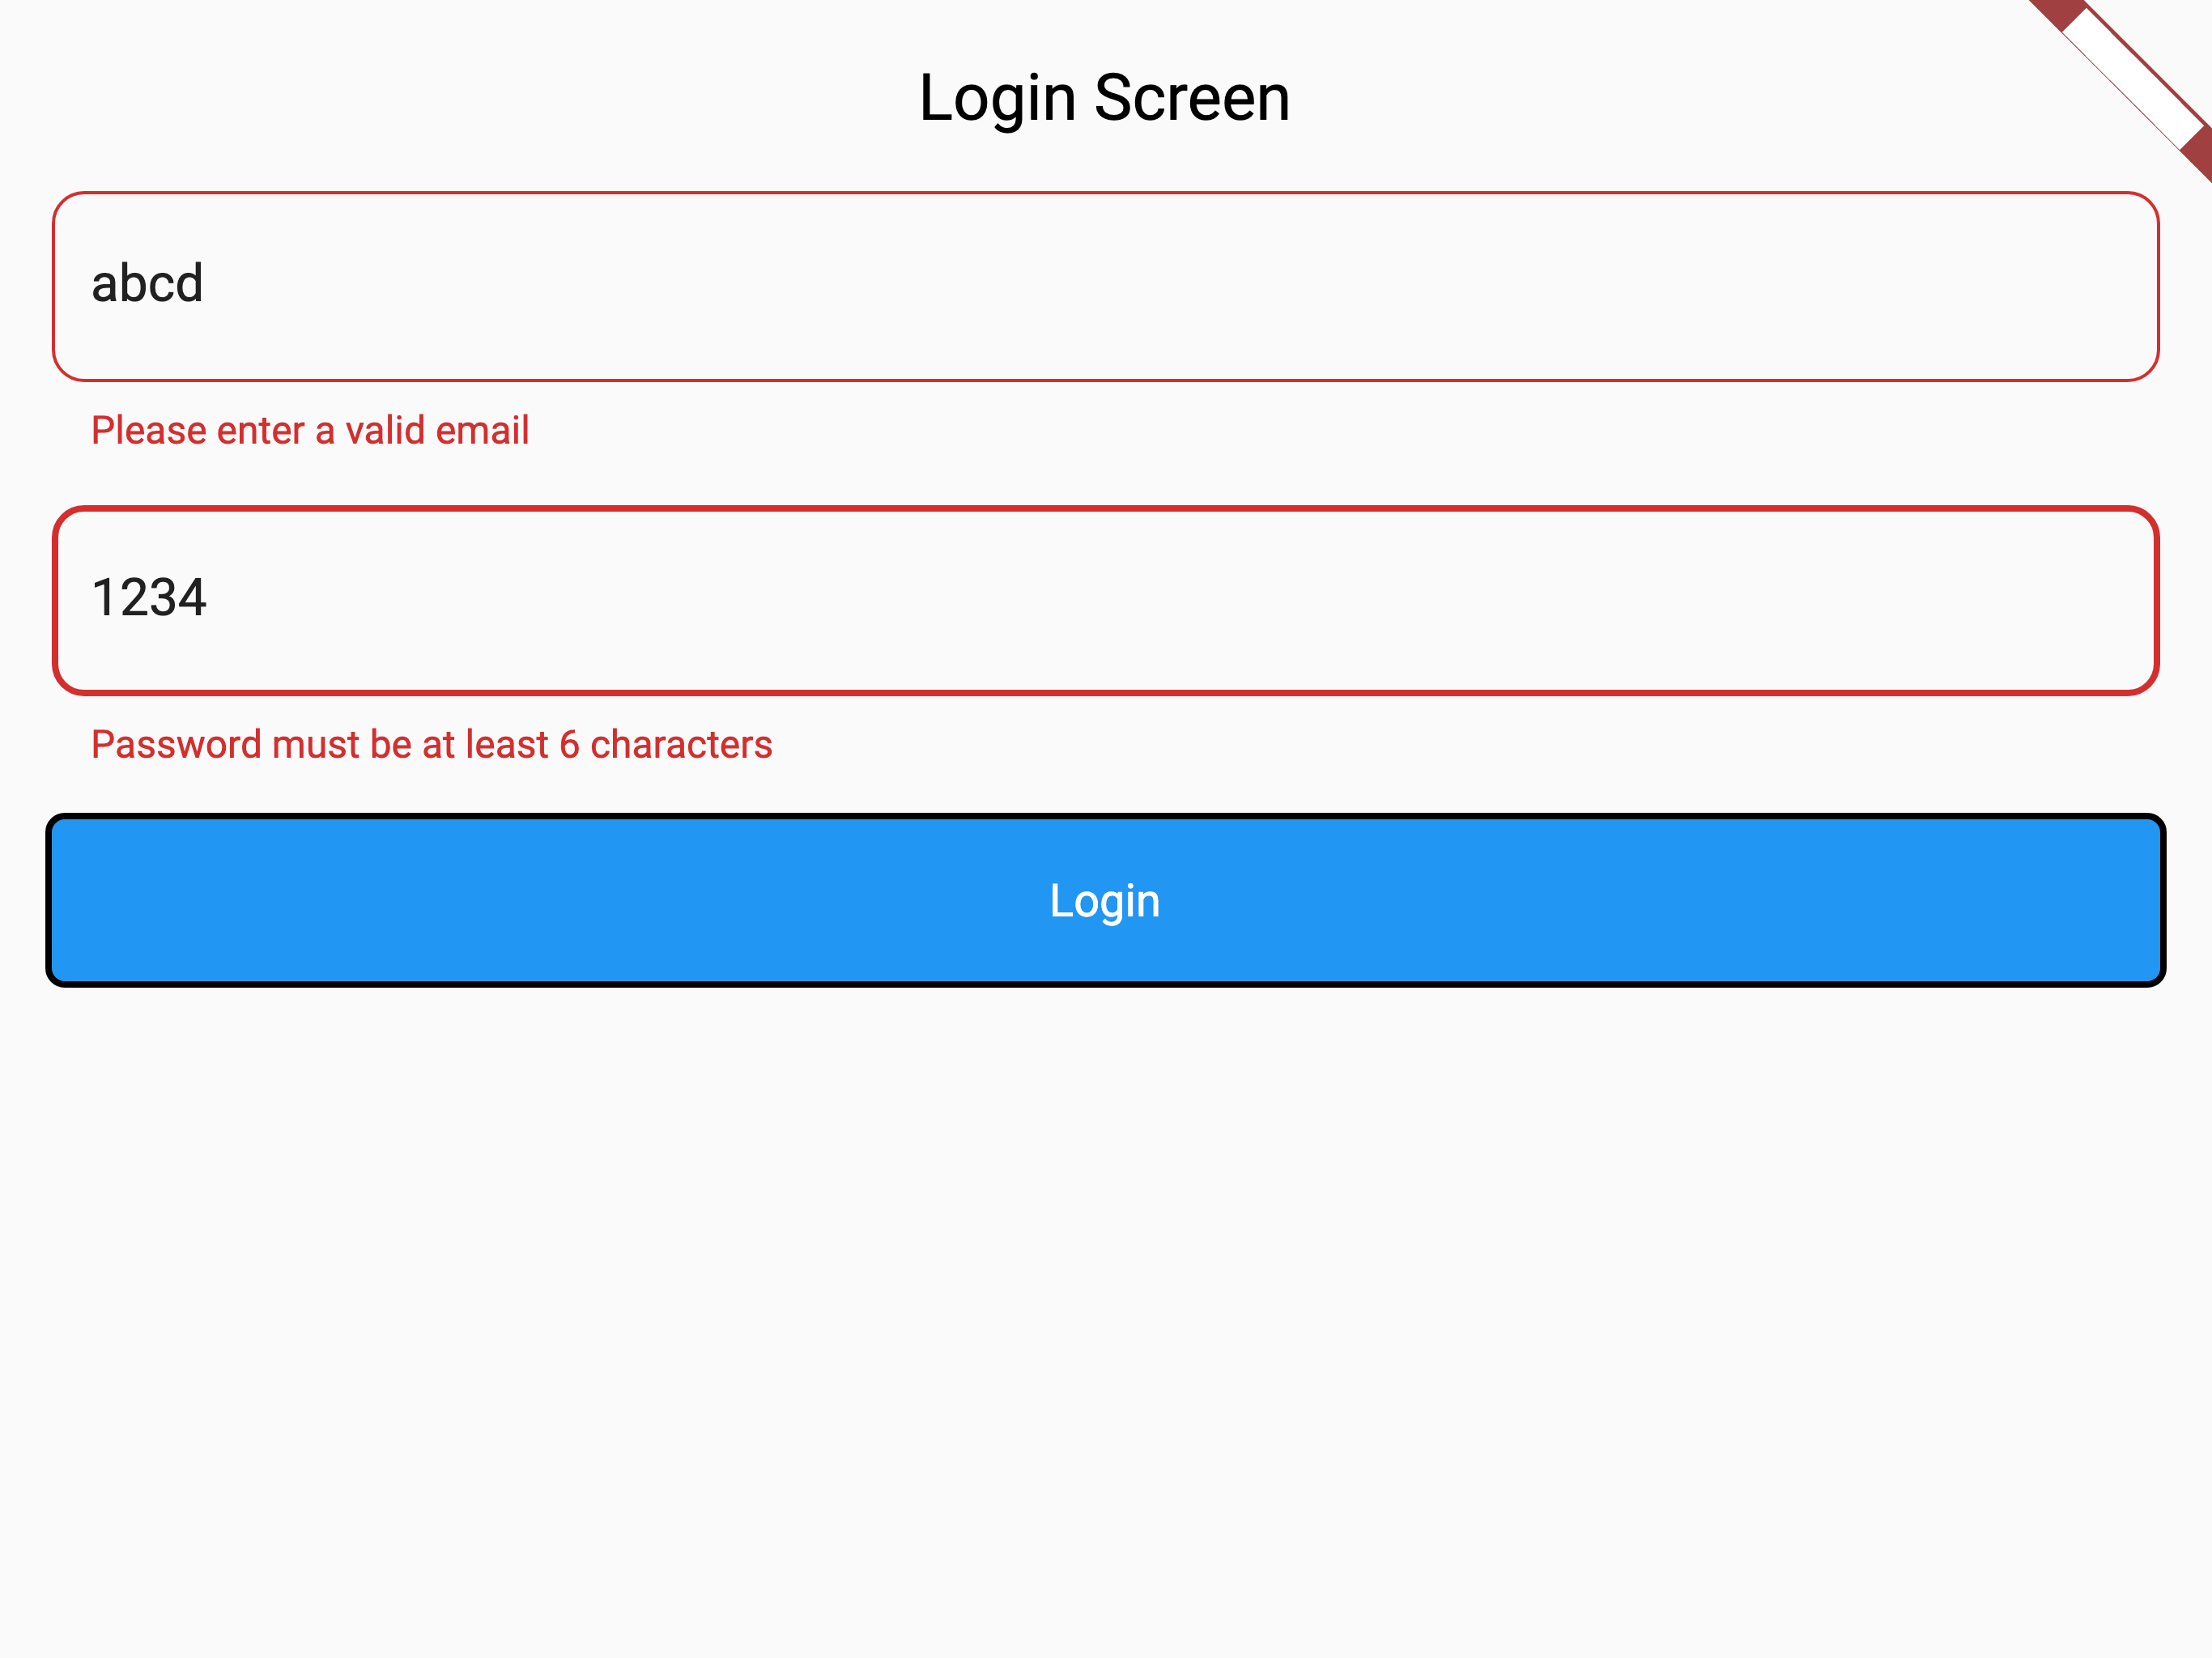 Login Screen
abcd
Please enter a valid email
1234
Password must be at least 6 characters
Login